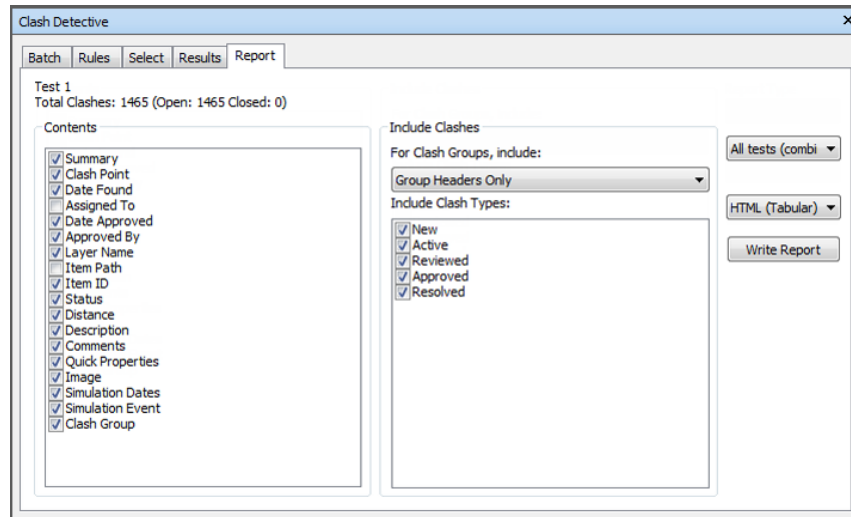 Clash Detective
Batch Rules Select Results Report
Test 1
Total Clashes: 1465 (Open: 1465 Closed: 0)
Contents
Summary
Clash Point
Date Found
Assigned To
Date Approved
Approved By
Layer Name
Item Path
Item ID
Status
Distance
Description
Comments
Quick Properties
Image
Simulation Dates
Simulation Event
Clash Group
Include Clashes
For Clash Groups, include:
Group Headers Only
Include Clash Types:
New
Active
Reviewed
Approved
Resolved
All tests (combi
HTML (Tabular)
Write Report